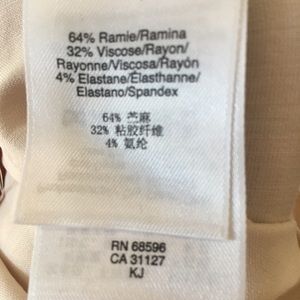 64% Ramie/Ramina
32% Viscose/Rayon/
Rayonne/Viscosa/Rayón
4% Elastane/Élasthanne/
Elastano/Spandex
64% 苎麻
32% 粘胶纤维
4% 氨纶
RN 68596
CA 31127
KJ